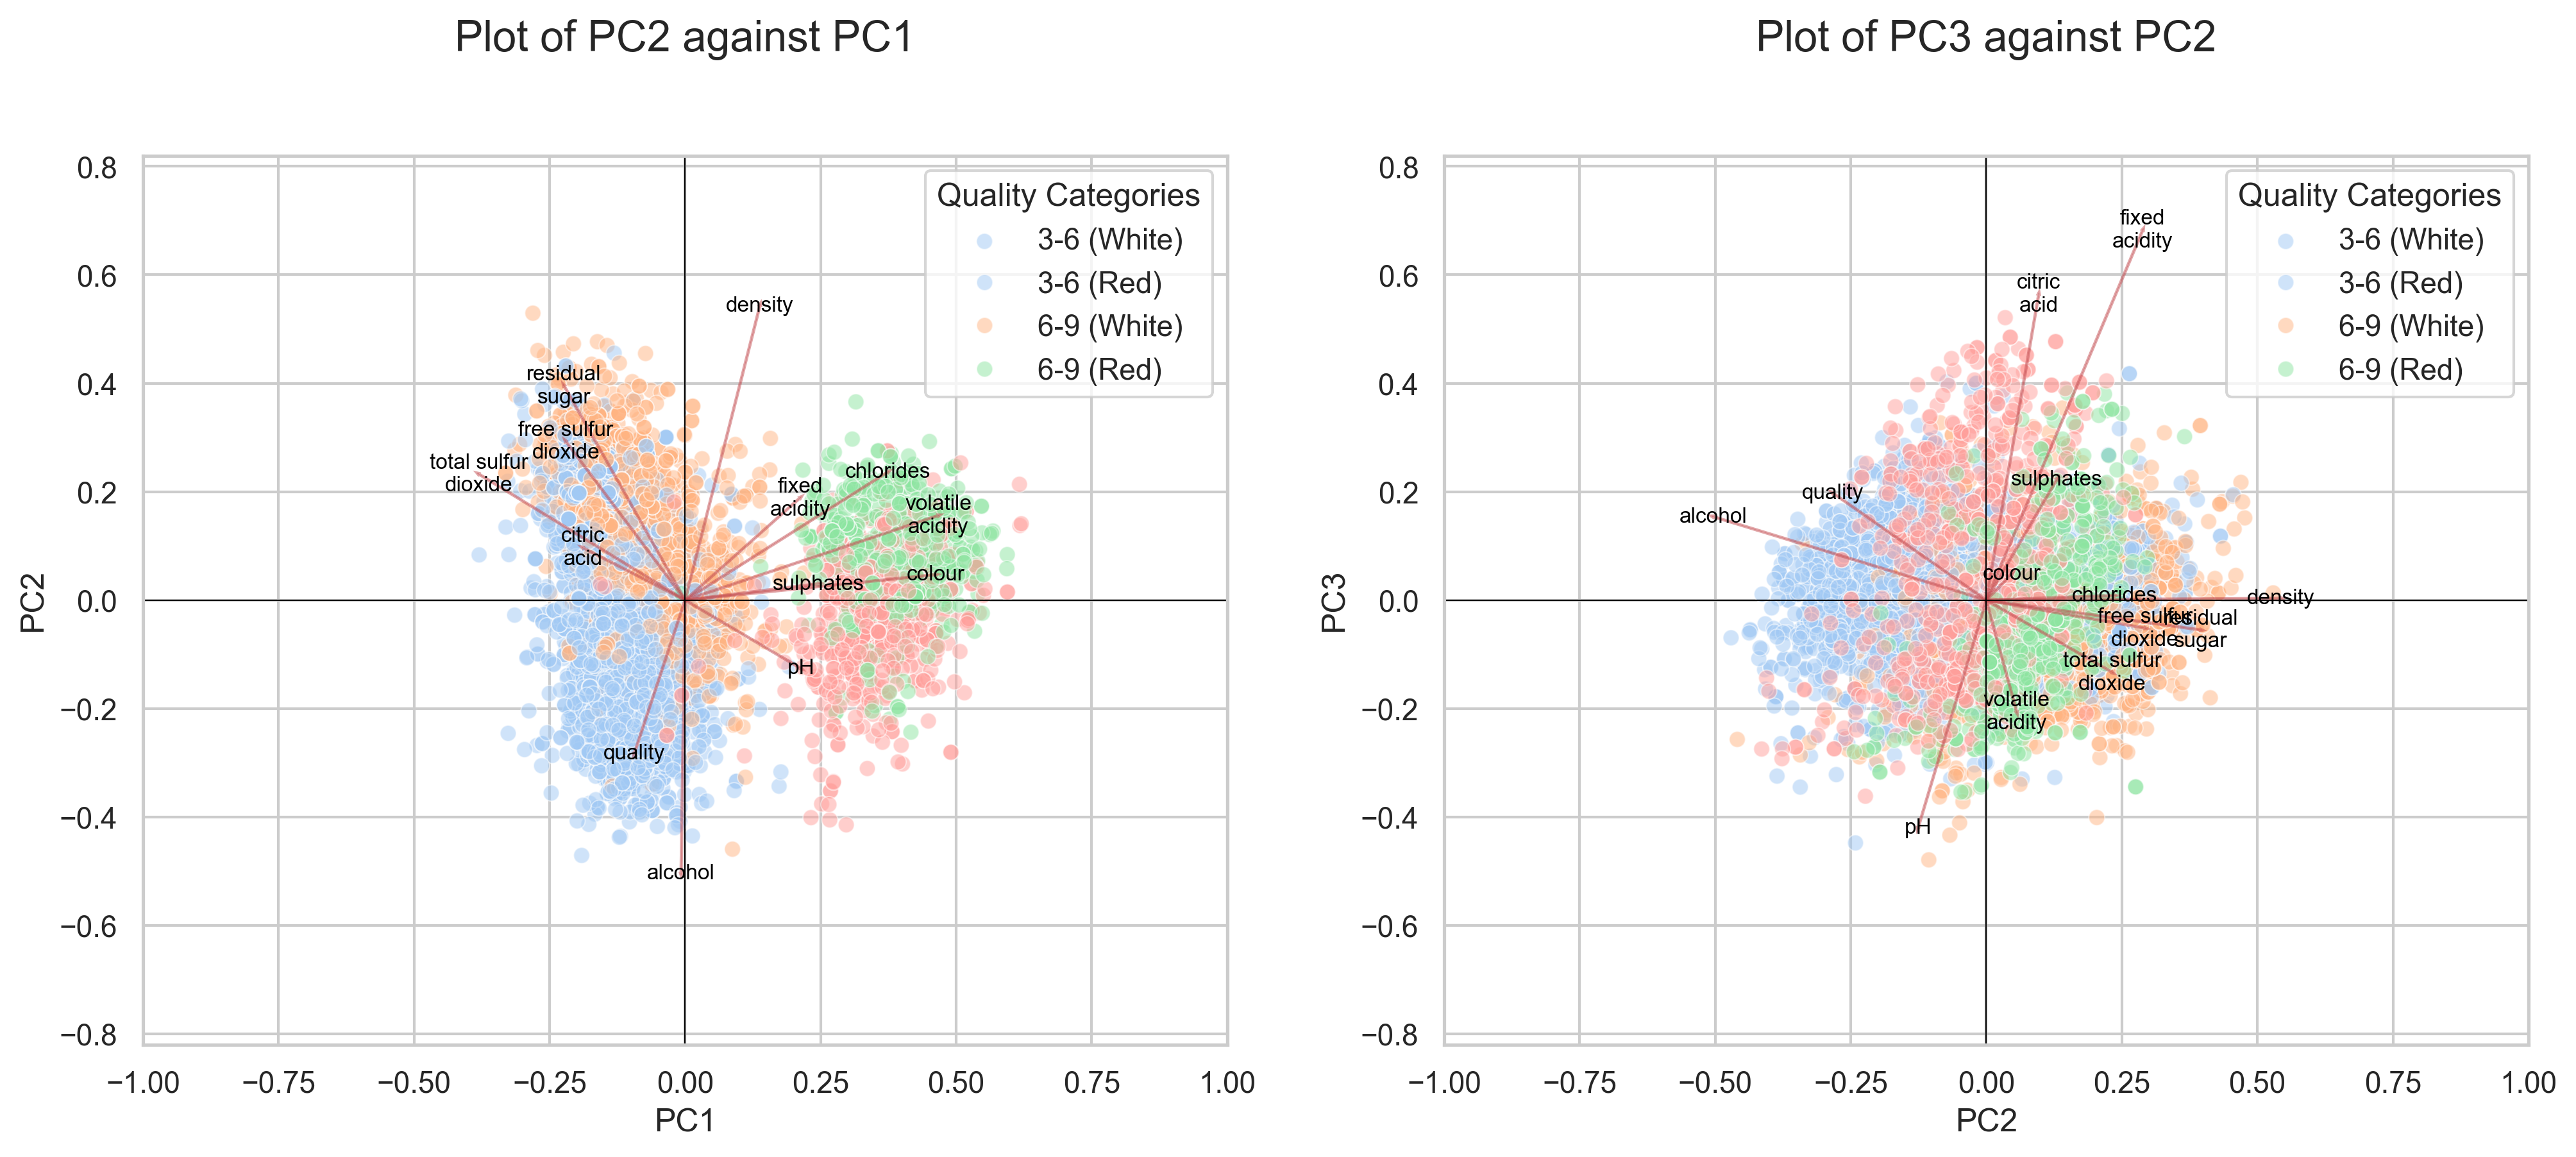 Plot of PC2 against PC1
0.8
0.6
0.4
0.2
0.0
−0.2
−0.4
−0.6
−0.8
PC2
Quality Categories
3-6 (White)
3-6 (Red)
6-9 (White)
6-9 (Red)
density
residual
sugar
free sulfur
dioxide
total sulfur
dioxide
citric
acid
fixed
acidity
chlorides
volatile
acidity
colour
sulphates
pH
quality
alcohol
−1.00 −0.75 −0.50 −0.25 0.00 0.25 0.50 0.75 1.00
PC1
Plot of PC3 against PC2
0.8
0.6
0.4
0.2
0.0
−0.2
−0.4
−0.6
−0.8
PC3
Quality Categories
3-6 (White)
3-6 (Red)
6-9 (White)
6-9 (Red)
fixed
acidity
citric
acid
sulphates
quality
alcohol
colour
chlorides
density
free sulfur
dioxide
residual
sugar
total sulfur
dioxide
volatile
acidity
pH
−1.00 −0.75 −0.50 −0.25 0.00 0.25 0.50 0.75 1.00
PC2